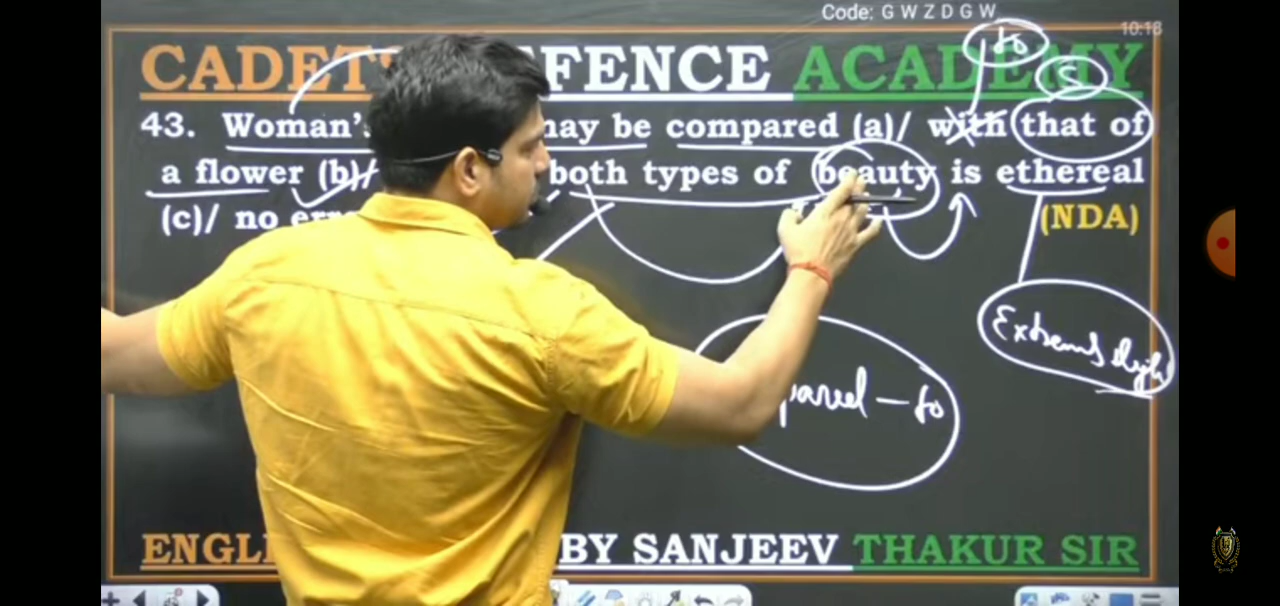 Code: G W Z D G W
10:18
CADET FENCE ACADEMY
to
S
43. Woman's may be compared (a)/ with that of
a flower (b)/ both types of beauty is ethereal
(c)/ no (NDA)
to
ENGL BY SANJEEV THAKUR SIR